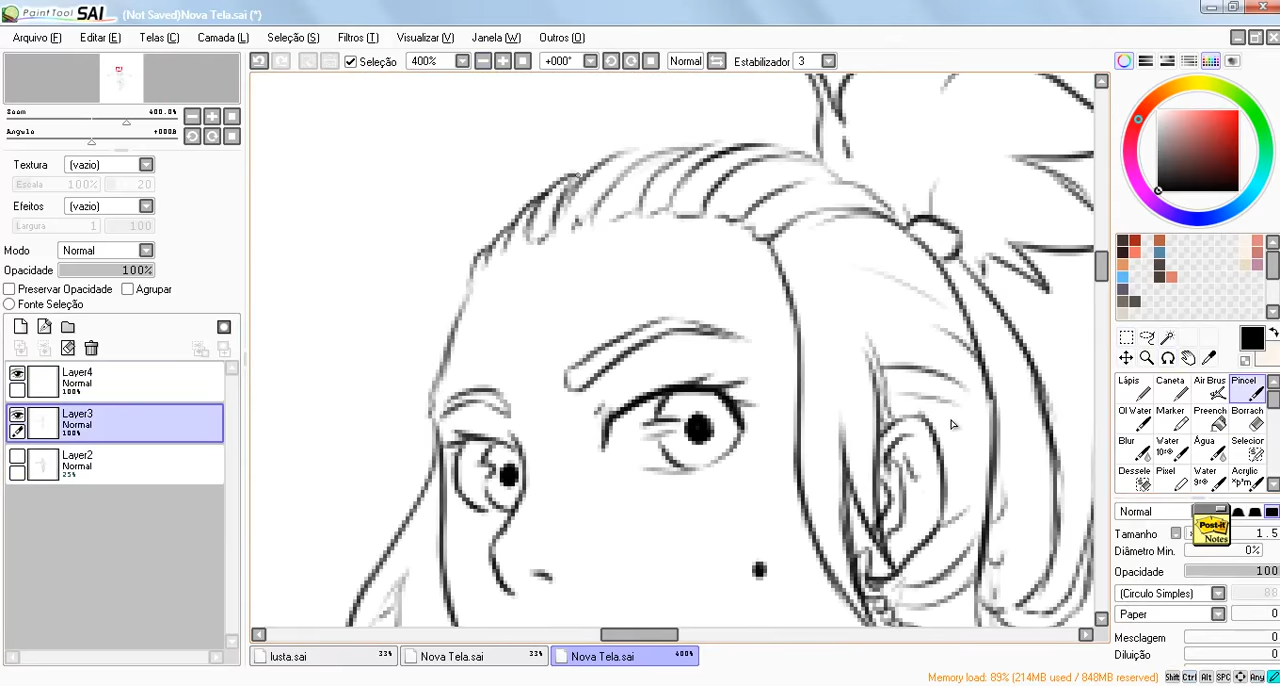 PaintTool SAI (Not Saved)Nova Tela.sai (*)
Arquivo (F) Editar (E) Telas (C) Camada (L) Seleção (S) Filtros (T) Visualizar (V) Janela (W) Outros (O)
Seleção 400% +000° Normal Estabilizador 3
Zoom 400.0%
Angulo +000Я
Textura (vazio)
Escala 100% 20
Efeitos (vazio)
Largura 1 100
Modo Normal
Opacidade 100%
Preservar Opacidade Agrupar
Fonte Seleção
Layer4
Normal
100%
Layer3
Normal
100%
Layer2
Normal
25%
lusta.sai 33% Nova Tela.sai 33% Nova Tela.sai 400%
Lápis Caneta Air Brus Pincel
Ol Water Marker Preench Borrach
Blur Water Água Selecior
Dessele Pixel Water Acrylic
Normal
Post-it
Notes
Tamanho 1.5
Diâmetro Min. 0%
Opacidade 100
(Circulo Simples) 88
Paper 0
Mesclagem 0
Diluição 0
Memory load: 89% (214MB used / 848MB reserved) Shift Ctrl Alt SPC Any